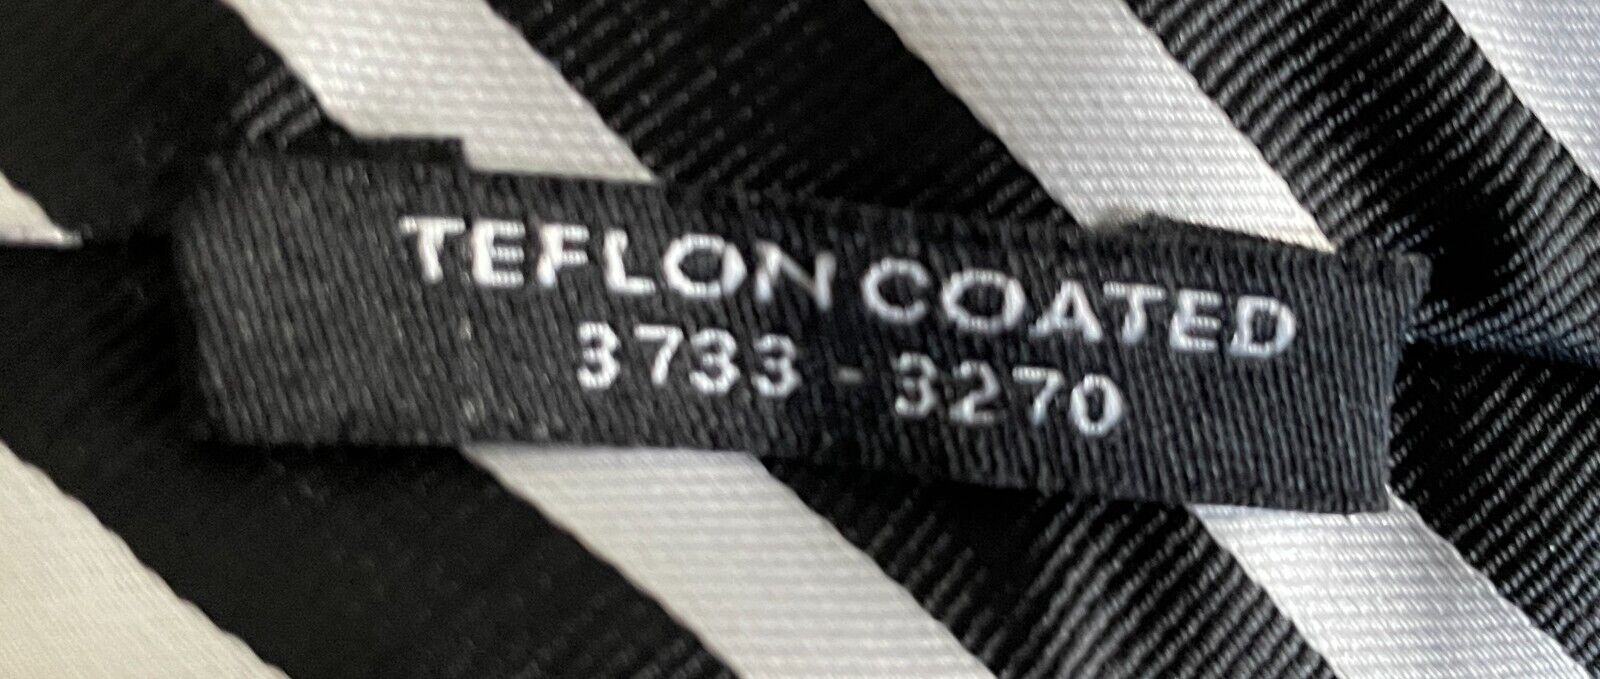 TEFLON COATED
3733 - 3270